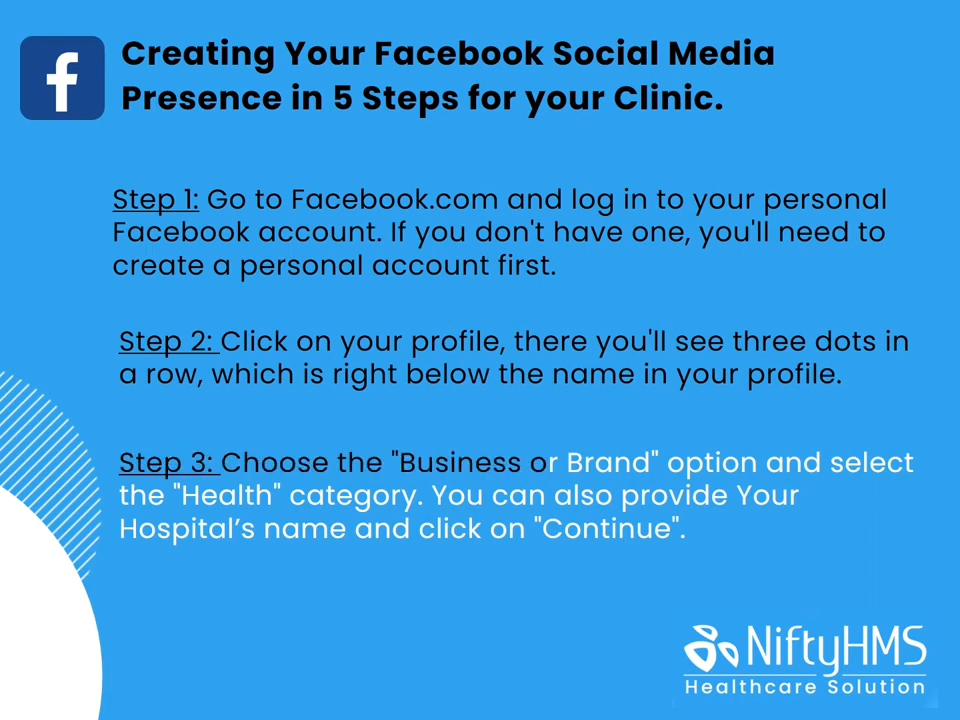 Creating Your Facebook Social Media
Presence in 5 Steps for your Clinic.
Step 1: Go to Facebook.com and log in to your personal
Facebook account. If you don't have one, you'll need to
create a personal account first.
Step 2: Click on your profile, there you'll see three dots in
a row, which is right below the name in your profile.
Step 3: Choose the "Business or Brand" option and select
the "Health" category. You can also provide Your
Hospital’s name and click on "Continue".
NiftyHMS
Healthcare Solution